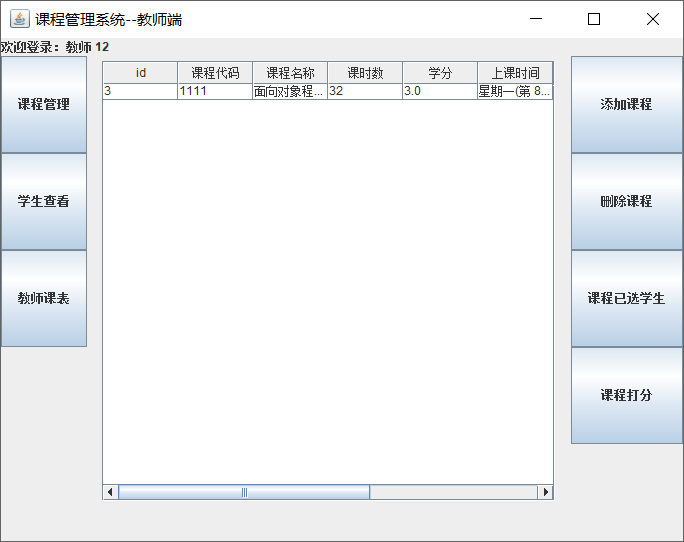 课程管理系统--教师端
欢迎登录：教师 12
课程管理
学生查看
教师课表
id 课程代码 课程名称 课时数 学分 上课时间
3 1111 面向对象程... 32 3.0 星期一(第 8...
添加课程
删除课程
课程已选学生
课程打分